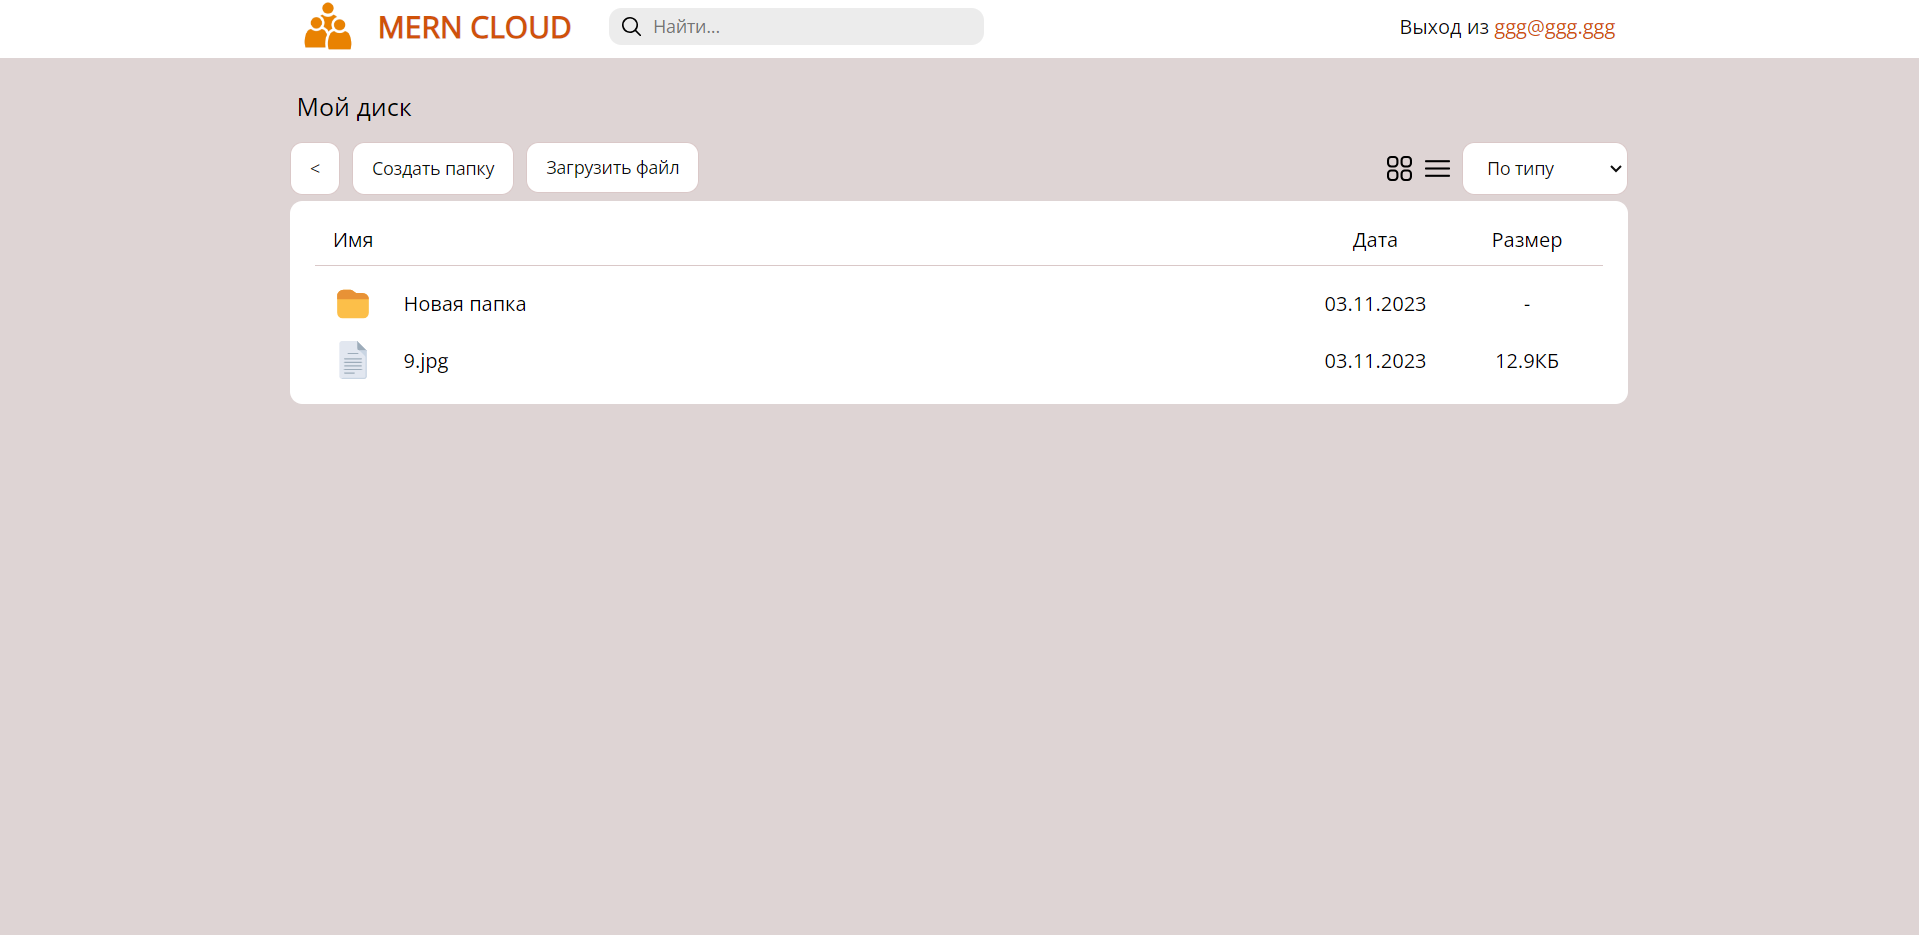 MERN CLOUD
Найти...
Выход из ggg@ggg.ggg
Мой диск
<
Создать папку
Загрузить файл
По типу
Имя Дата Размер
Новая папка 03.11.2023 -
9.jpg 03.11.2023 12.9КБ